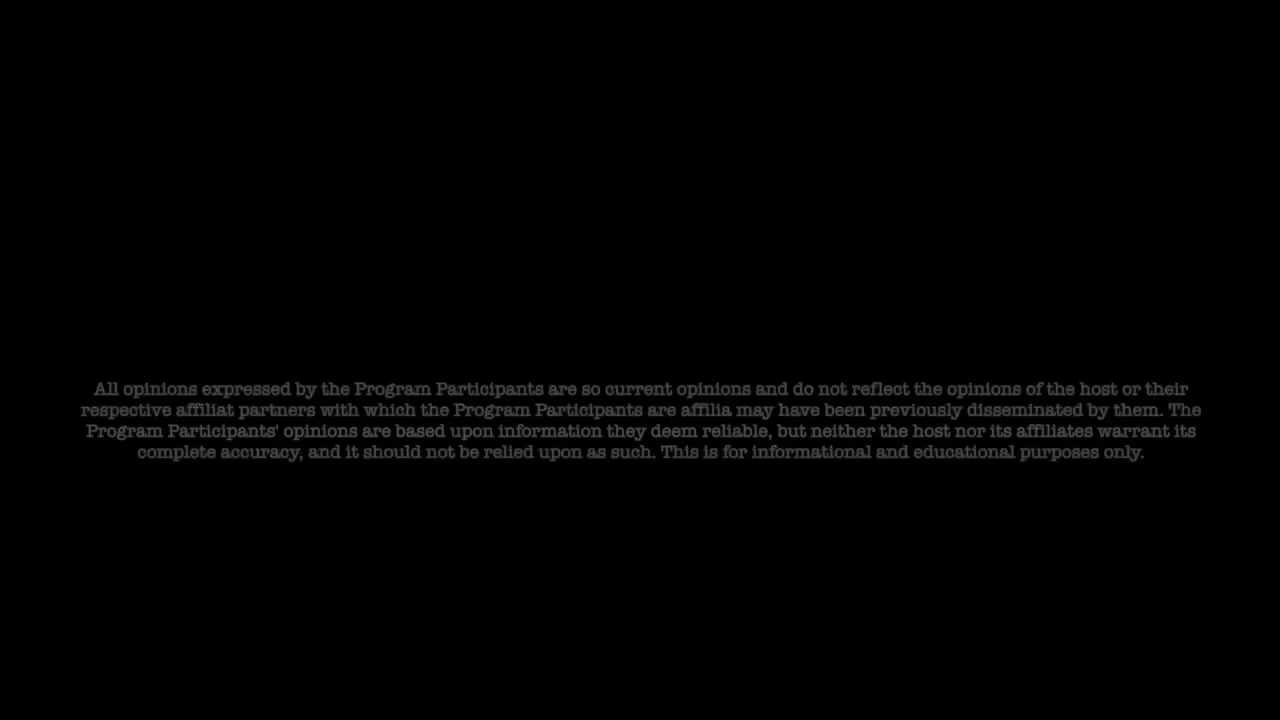 All opinions expressed by the Program Participants are so current opinions and do not reflect the opinions of the host or their
respective affiliat partners with which the Program Participants are affilia may have been previously disseminated by them. The
Program Participants' opinions are based upon information they deem reliable, but neither the host nor its affiliates warrant its
complete accuracy, and it should not be relied upon as such. This is for informational and educational purposes only.